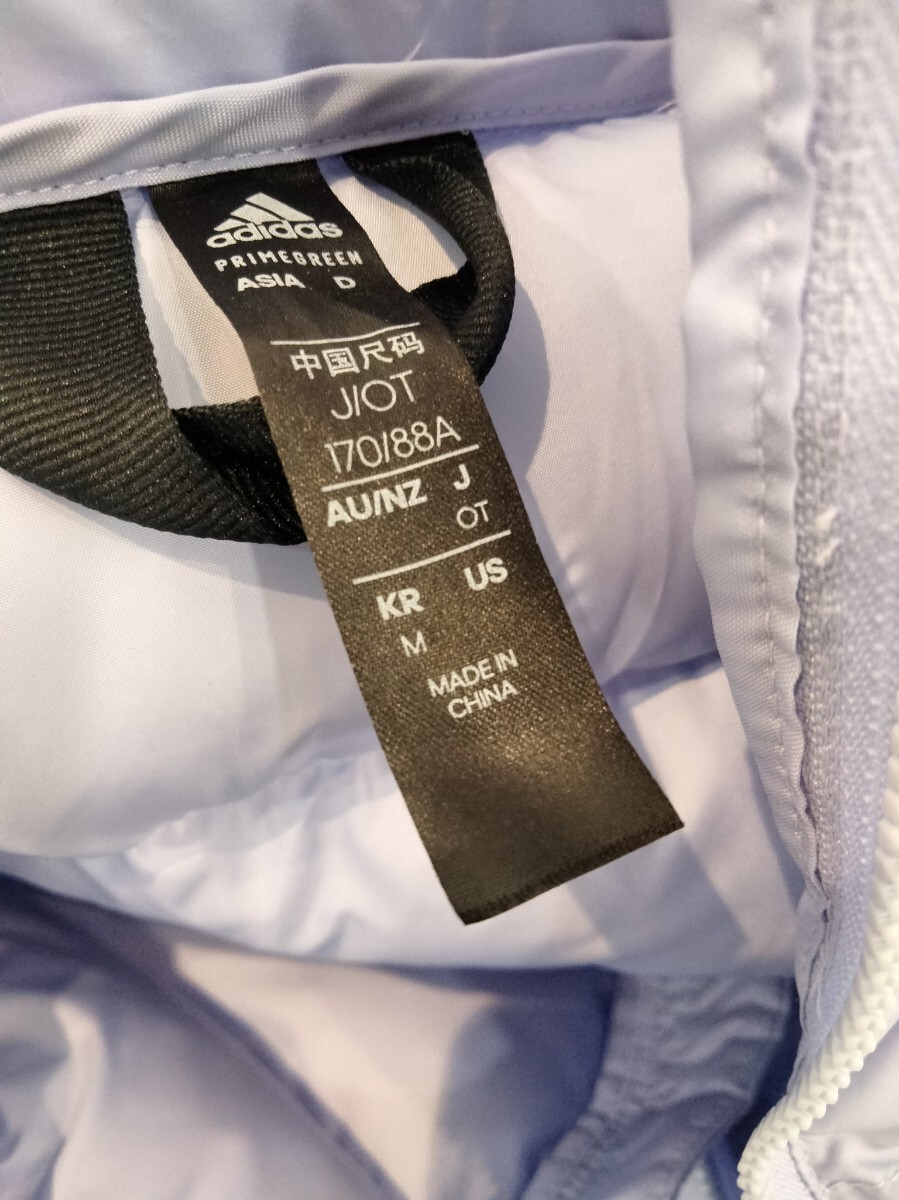 adidas
PRIMEGREEN
ASIA D
中国尺码
J/OT
170/88A
AU/NZ J
OT
KR US
M
MADE IN
CHINA